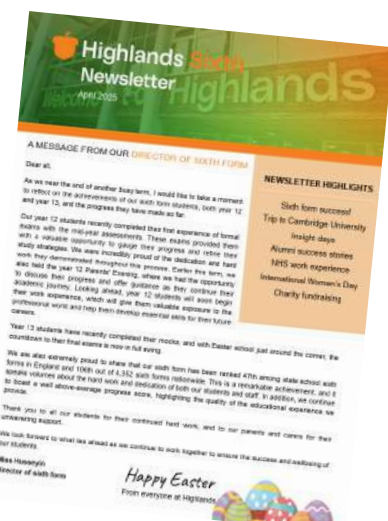 Highlands Sixth
Newsletter
April 2025
Welcome to Highlands
A MESSAGE FROM OUR DIRECTOR OF SIXTH FORM
Dear all,
As we near the end of another busy term, I would like to take a moment
to reflect on the achievements of our sixth form students, both year 12
and year 13, and the progress they have made so far.
Our year 12 students recently completed their first experience of formal
exams with the mid-year assessments. These exams provided them
with a valuable opportunity to gauge their progress and refine their
study strategies. We were incredibly proud of the dedication and hard
work they demonstrated throughout this process. Earlier this term, we
also held the year 12 Parents' Evening, where we had the opportunity
to discuss their progress and offer guidance as they continue their
academic journey. Looking ahead, year 12 students will soon begin
their work experience, which will give them valuable exposure to the
professional world and help them develop essential skills for their future
careers.
Year 13 students have recently completed their mocks, and with Easter school just around the corner, the
countdown to their final exams is now in full swing.
We are also extremely proud to share that our sixth form has been ranked 47th among state school sixth
forms in England and 106th out of 4,352 sixth forms nationwide. This is a remarkable achievement, and it
speaks volumes about the hard work and dedication of both our students and staff. In addition, we continue
to boast a well above-average progress score, highlighting the quality of the educational experience we
provide.
Thank you to all our students for their continued hard work, and to our parents and carers for their
unwavering support.
We look forward to what lies ahead as we continue to work together to ensure the success and wellbeing of
our students.
Miss Huseeyin
Director of sixth form
Happy Easter
From everyone at Highlands
NEWSLETTER HIGHLIGHTS
Sixth form success!
Trip to Cambridge University
Insight days
Alumni success stories
NHS work experience
International Women's Day
Charity fundraising